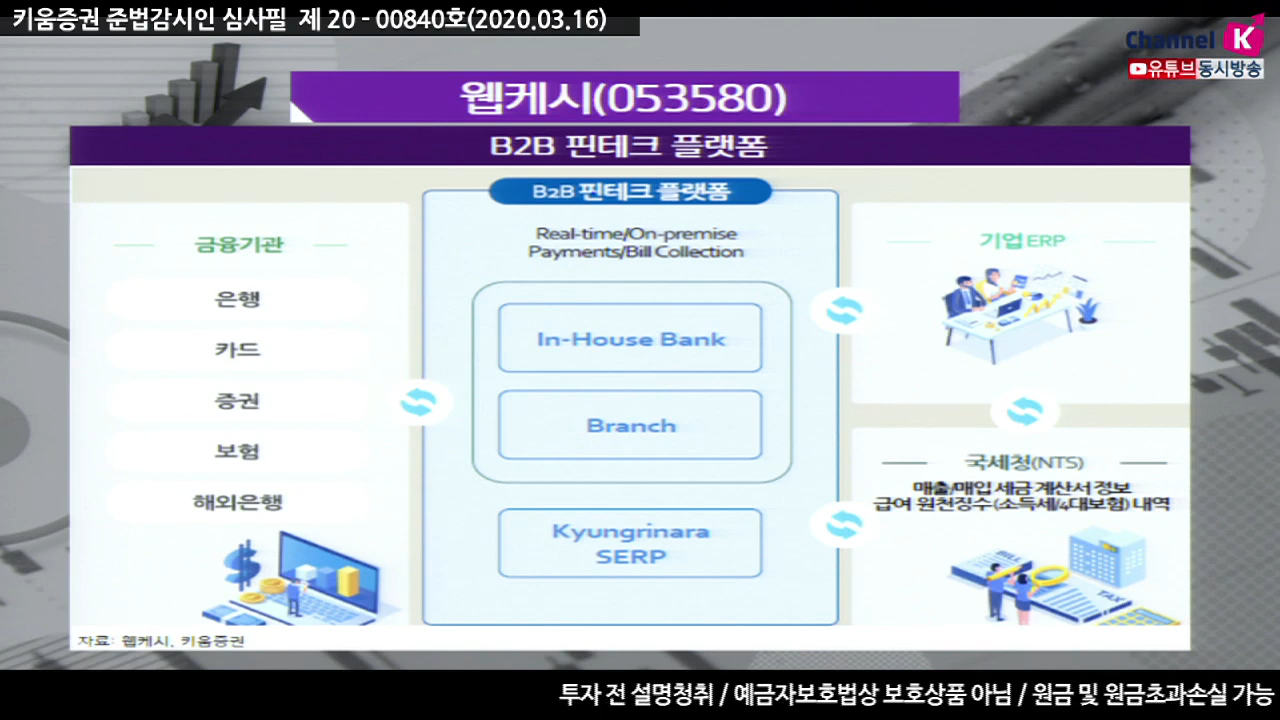 키움증권 준법감시인 심사필 제 20 - 00840호(2020.03.16)
Channel K
유튜브동시방송
웹케시(053580)
B2B 핀테크 플랫폼
B2B 핀테크 플랫폼
Real-time/On-premise
Payments/Bill Collection
금융기관
은행
카드
증권
보험
해외은행
In-House Bank
Branch
Kyungrinara
SERP
기업 ERP
국세청(NTS)
매출/매입 세금 계산서 정보
급여 원천징수 (소득세/4대보험) 내역
BILL
TAX
자료: 웹케시, 키움증권
투자 전 설명청취 / 예금자보호법상 보호상품 아님 / 원금 및 원금초과손실 가능